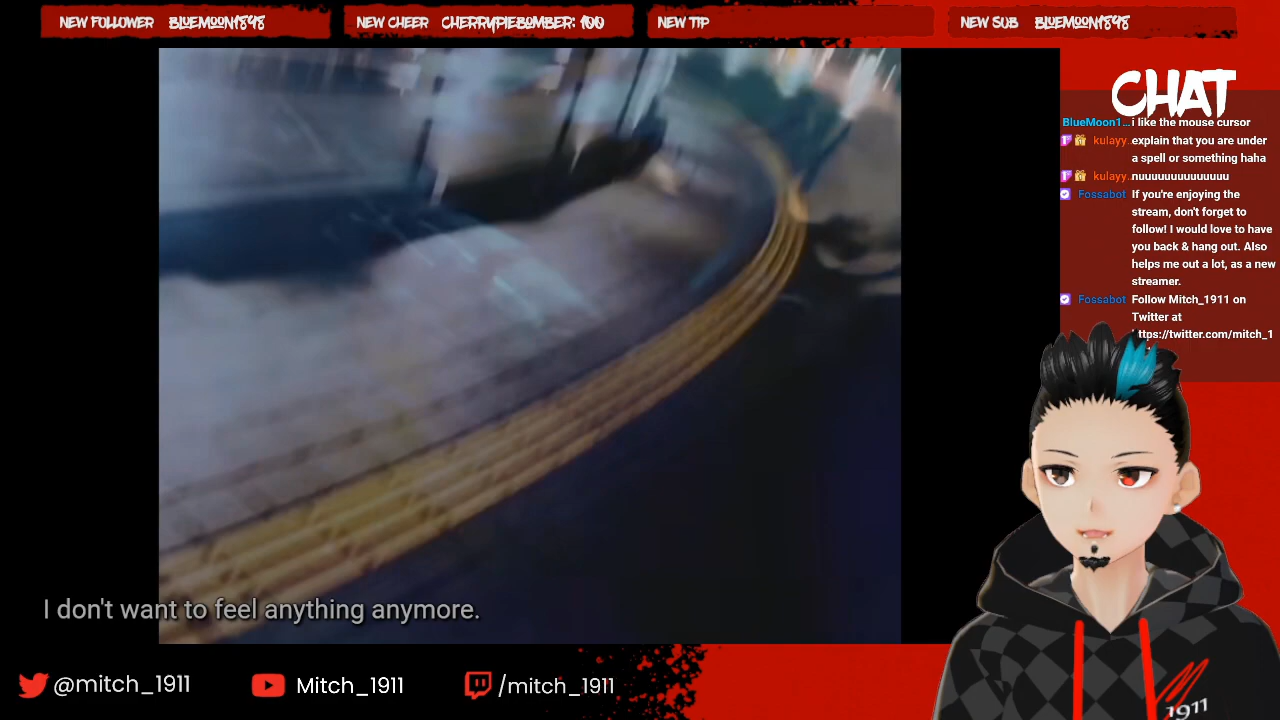 NEW FOLLOWER BLUEMOON1848
NEW CHEER CHERRYPIEBOMBER: 100
NEW TIP
NEW SUB BLUEMOON1848
CHAT
BlueMoon1... i like the mouse cursor
kulayy... explain that you are under
a spell or something haha
kulayy... nuuuuuuuuuuuuu
Fossabot If you're enjoying the
stream, don't forget to
follow! I would love to have
you back & hang out. Also
helps me out a lot, as a new
streamer.
Fossabot Follow Mitch_1911 on
Twitter at
https://twitter.com/mitch_1
I don't want to feel anything anymore.
@mitch_1911
Mitch_1911
/mitch_1911
1911